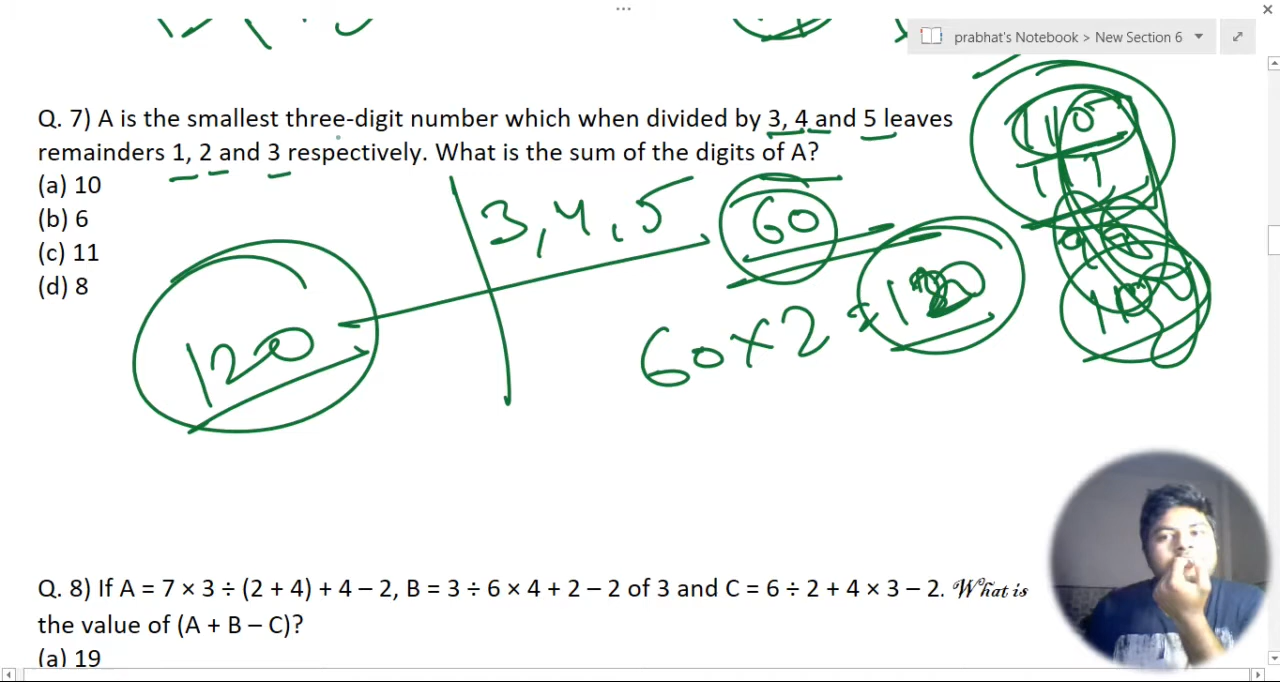 prabhat's Notebook > New Section 6
Q. 7) A is the smallest three-digit number which when divided by 3, 4 and 5 leaves
remainders 1, 2 and 3 respectively. What is the sum of the digits of A?
(a) 10
(b) 6
(c) 11
(d) 8
3, 4, 5
60
60 × 2 =
120
Q. 8) If A = 7 × 3 ÷ (2 + 4) + 4 – 2, B = 3 ÷ 6 × 4 + 2 – 2 of 3 and C = 6 ÷ 2 + 4 × 3 – 2. What is
the value of (A + B – C)?
(a) 19